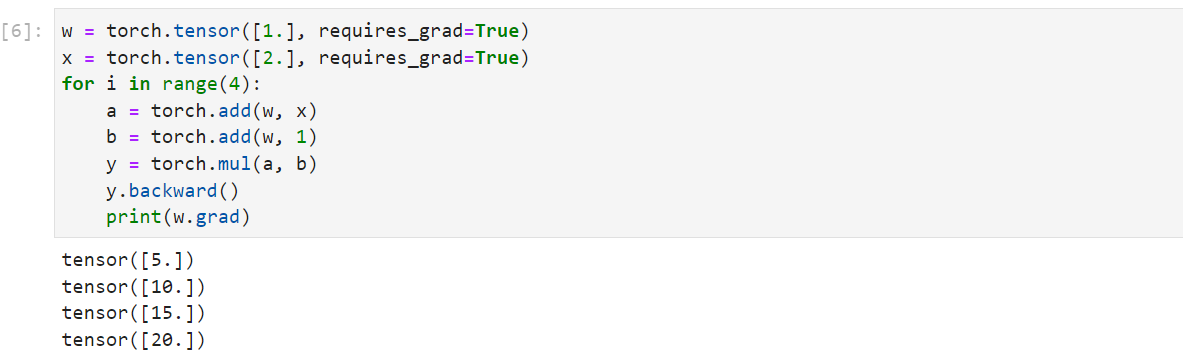 [6]: w = torch.tensor([1.], requires_grad=True)
x = torch.tensor([2.], requires_grad=True)
for i in range(4):
    a = torch.add(w, x)
    b = torch.add(w, 1)
    y = torch.mul(a, b)
    y.backward()
    print(w.grad)
tensor([5.])
tensor([10.])
tensor([15.])
tensor([20.])